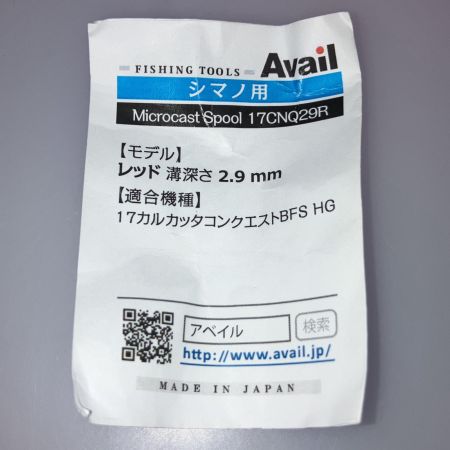 FISHING TOOLS Avail
シマノ用
Microcast Spool 17CNQ29R
【モデル】
レッド 溝深さ 2.9 mm
【適合機種】
17カルカッタコンクエストBFS HG
アベイル 検索
http://www.avail.jp/
MADE IN JAPAN